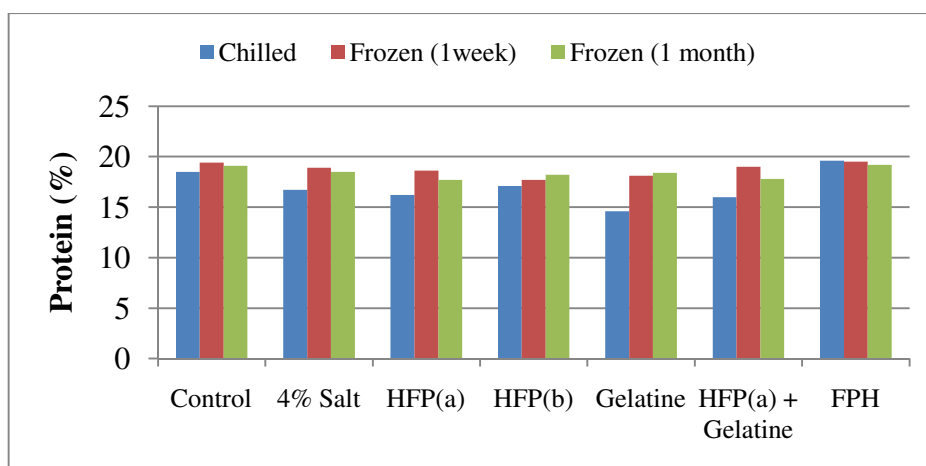 Chilled Frozen (1week) Frozen (1 month)
25
20
15
10
5
0
Protein (%)
Control 4% Salt HFP(a) HFP(b) Gelatine HFP(a) + FPH
Gelatine